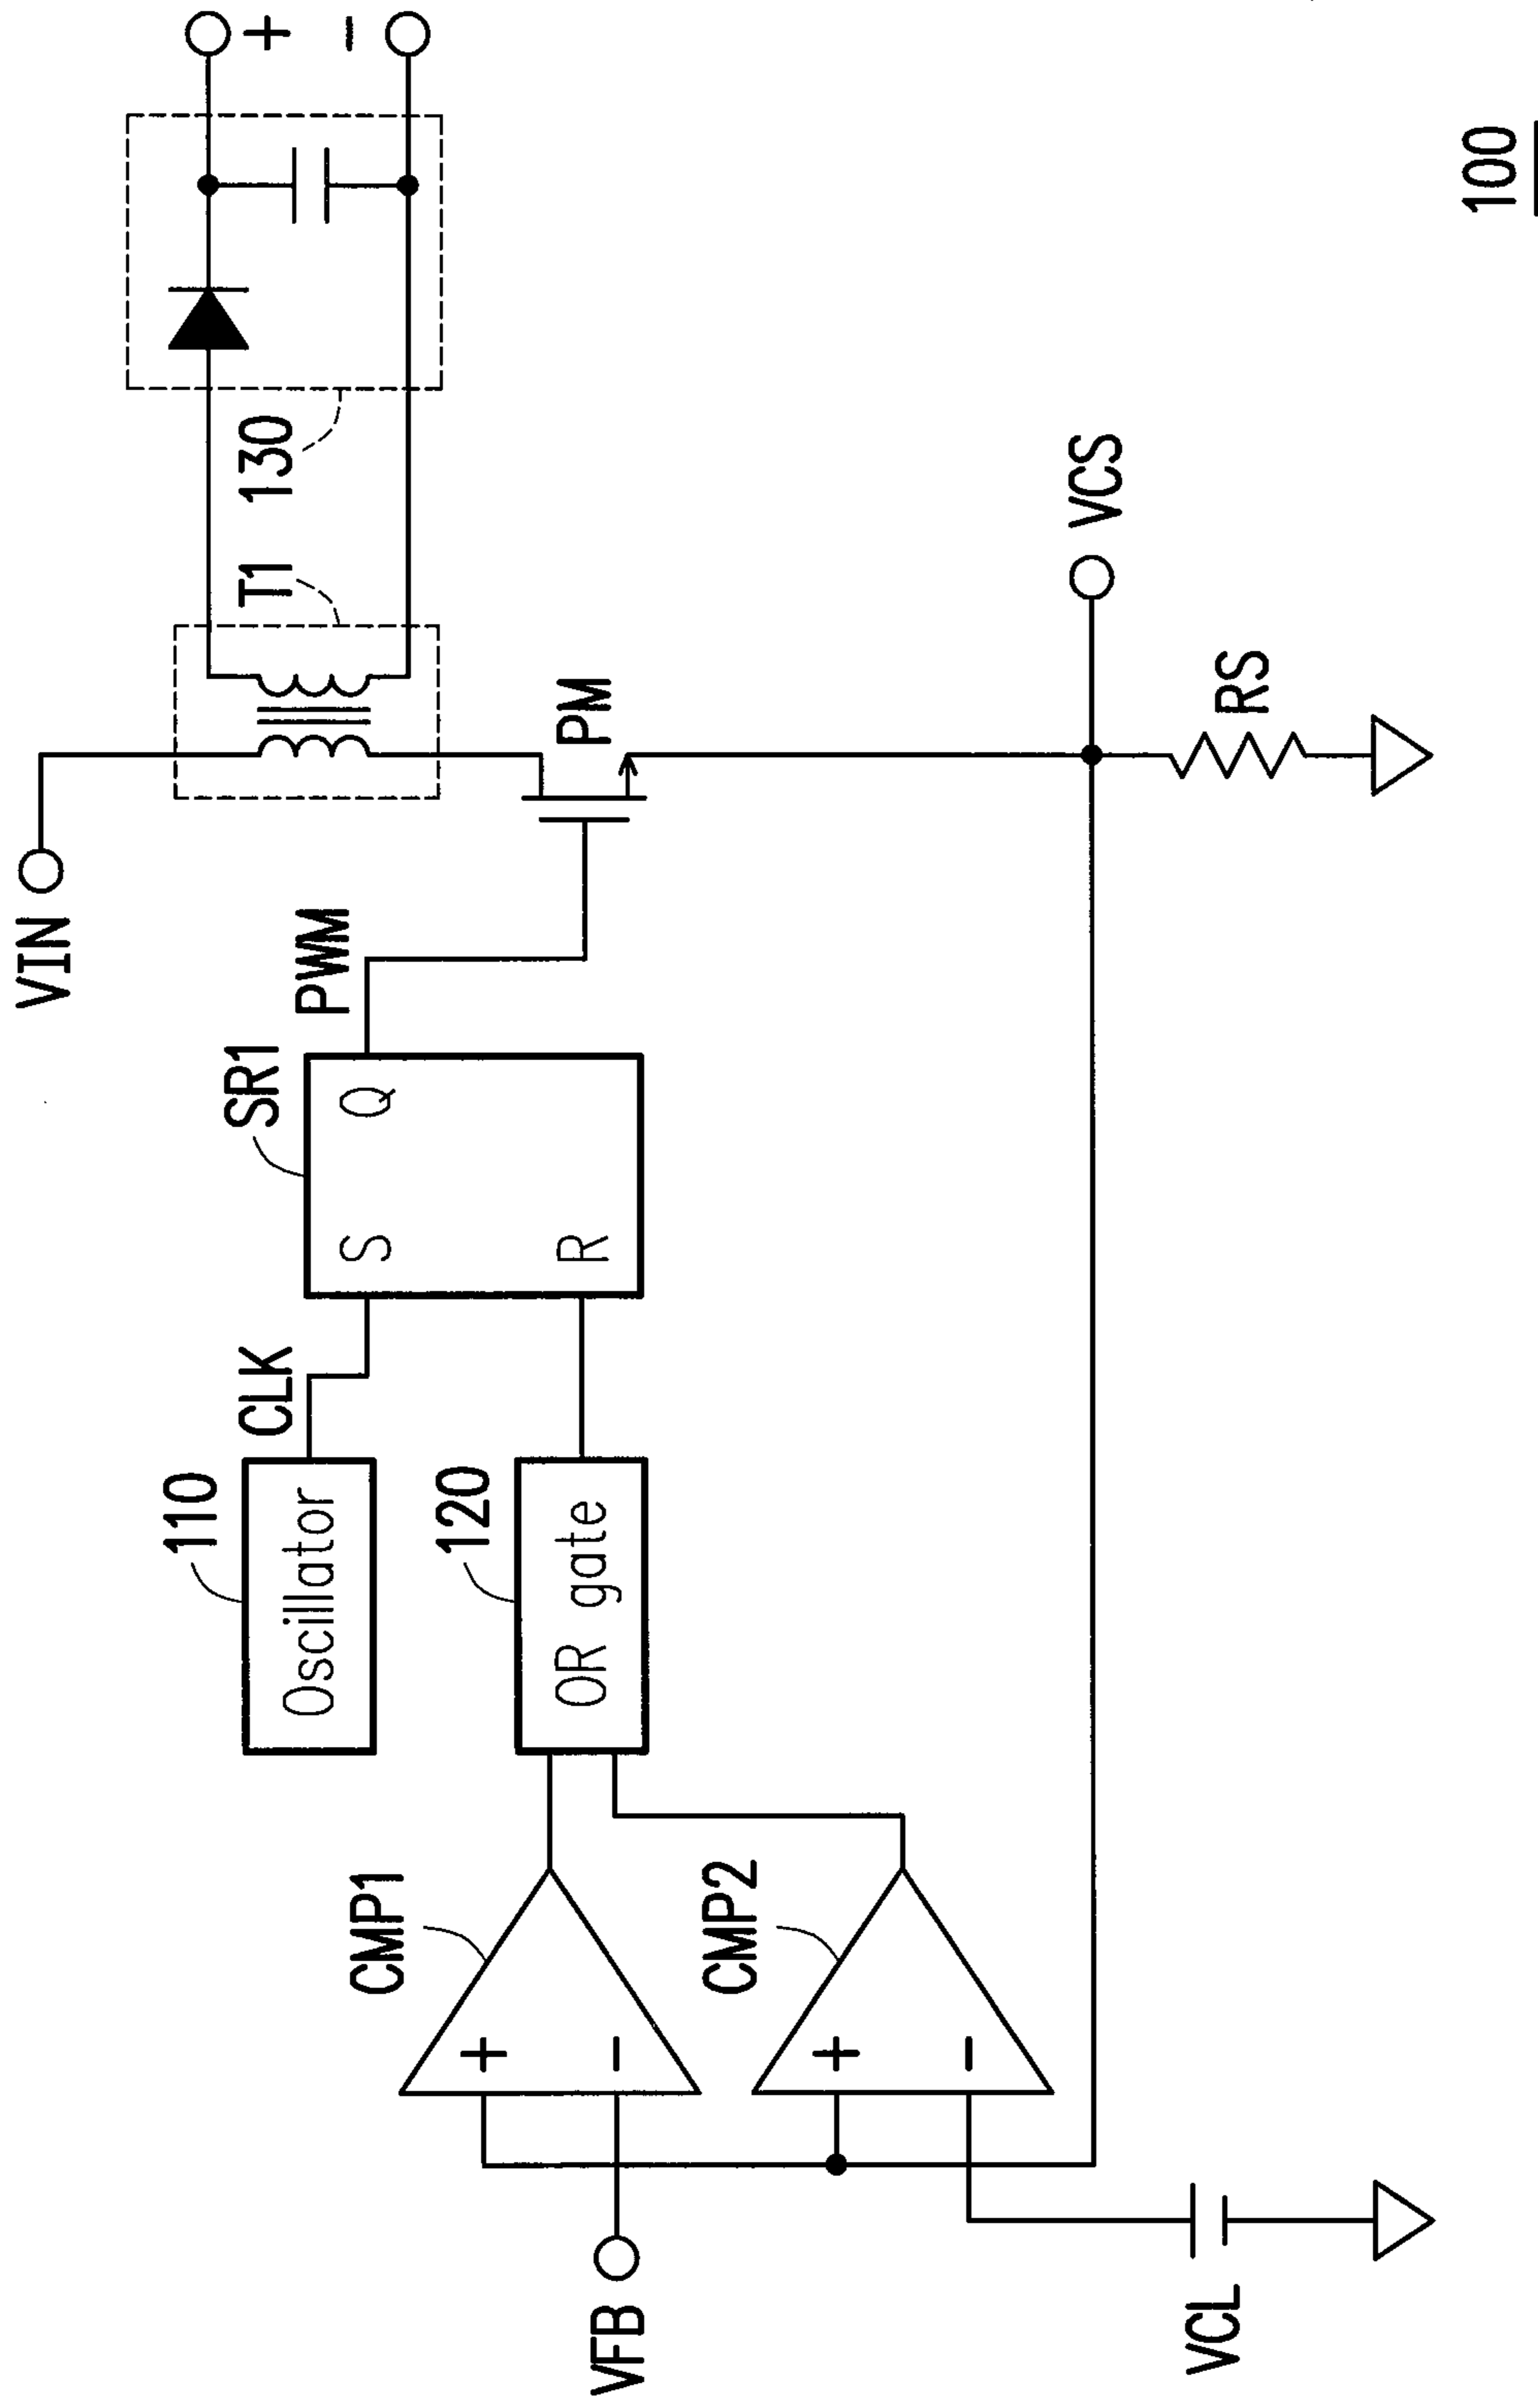 VIN
T1
130
+
-
110
Oscillator
CLK
SR1
S
Q
R
PWM
PM
120
OR gate
CMP1
+
-
VFB
CMP2
+
-
VCS
RS
VCL
100